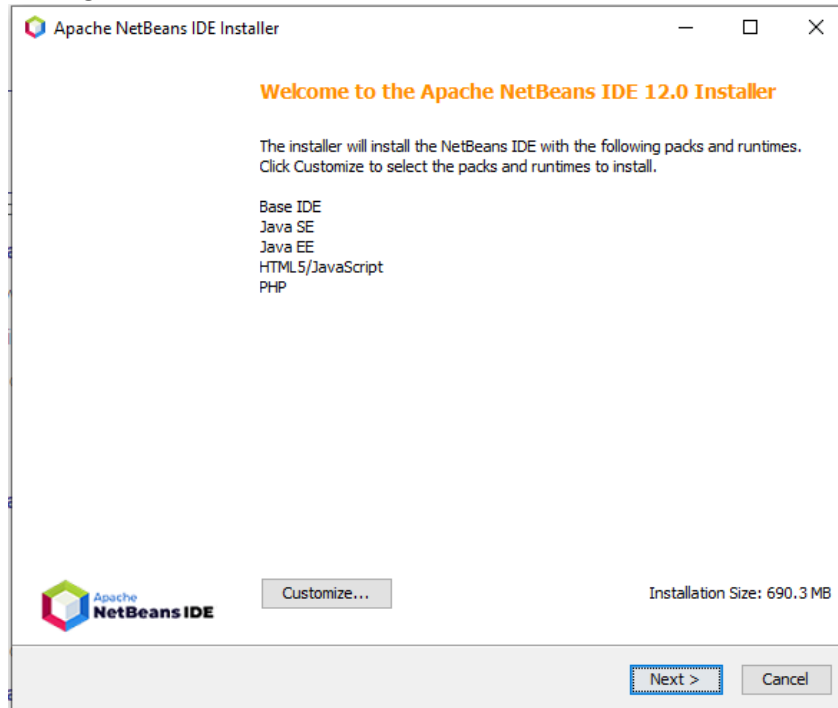 Apache NetBeans IDE Installer
Welcome to the Apache NetBeans IDE 12.0 Installer
The installer will install the NetBeans IDE with the following packs and runtimes.
Click Customize to select the packs and runtimes to install.
Base IDE
Java SE
Java EE
HTML5/JavaScript
PHP
Apache
NetBeans IDE
Customize...
Installation Size: 690.3 MB
Next >
Cancel